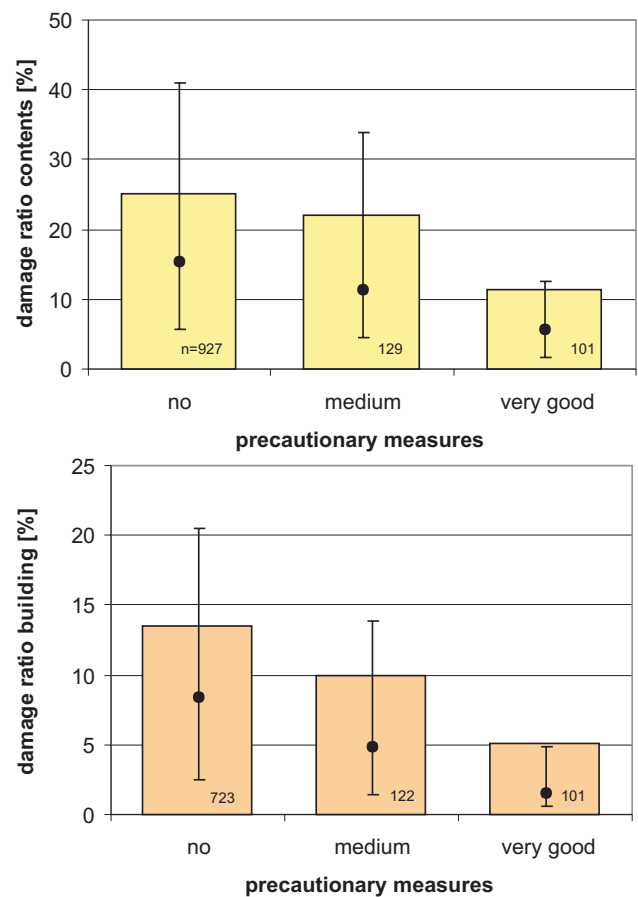 damage ratio contents [%]
50
40
30
20
10
0
n=927
129
101
no
medium
very good
precautionary measures
damage ratio building [%]
25
20
15
10
5
0
723
122
101
no
medium
very good
precautionary measures